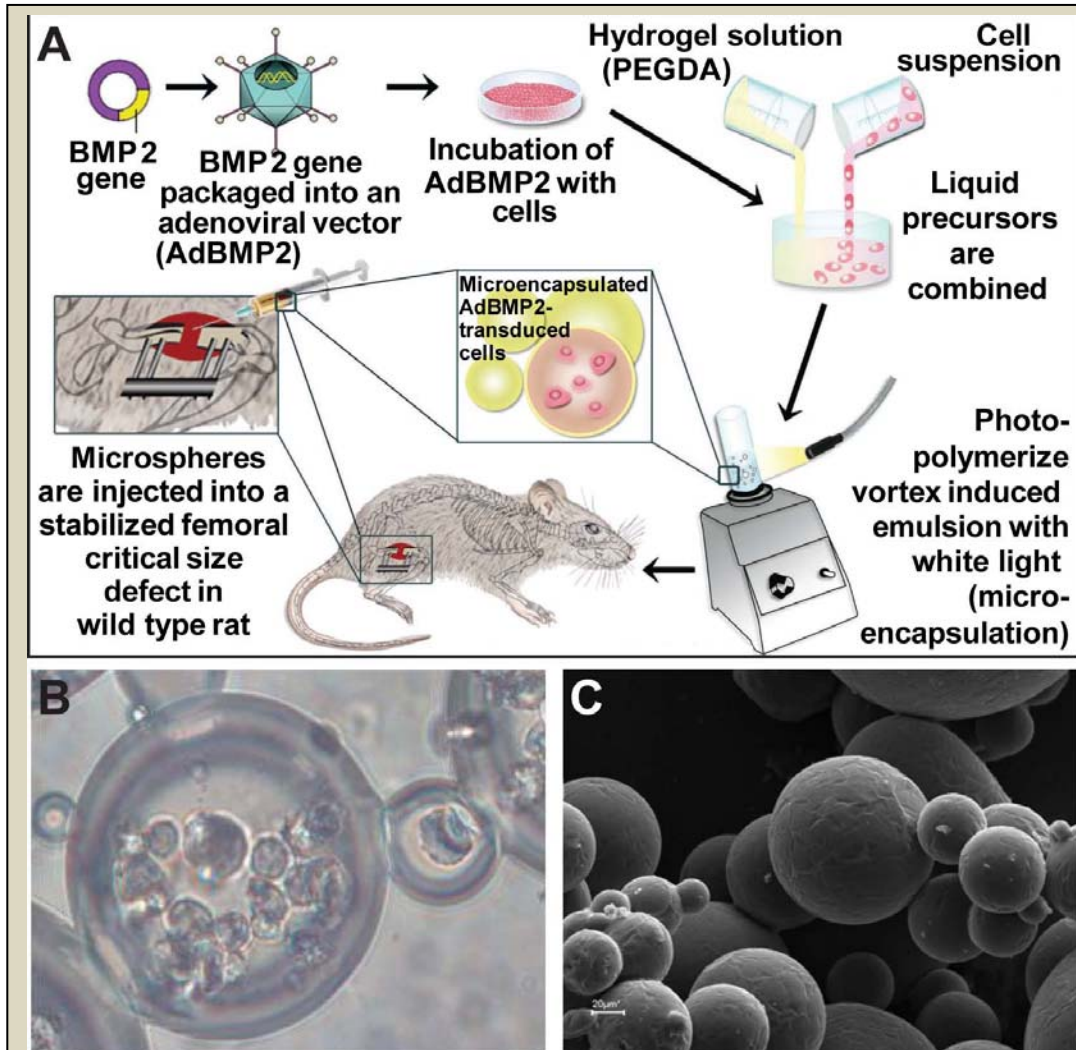 A
BMP 2
gene
BMP2 gene
packaged into an
adenoviral vector
(AdBMP2)
Incubation of
AdBMP2 with
cells
Hydrogel solution
(PEGDA)
Cell
suspension
Liquid
precursors
are
combined
Photo-
polymerize
vortex induced
emulsion with
white light
(micro-
encapsulation)
Microencapsulated
AdBMP2-
transduced
cells
Microspheres
are injected into a
stabilized femoral
critical size
defect in
wild type rat
B
C
20µm